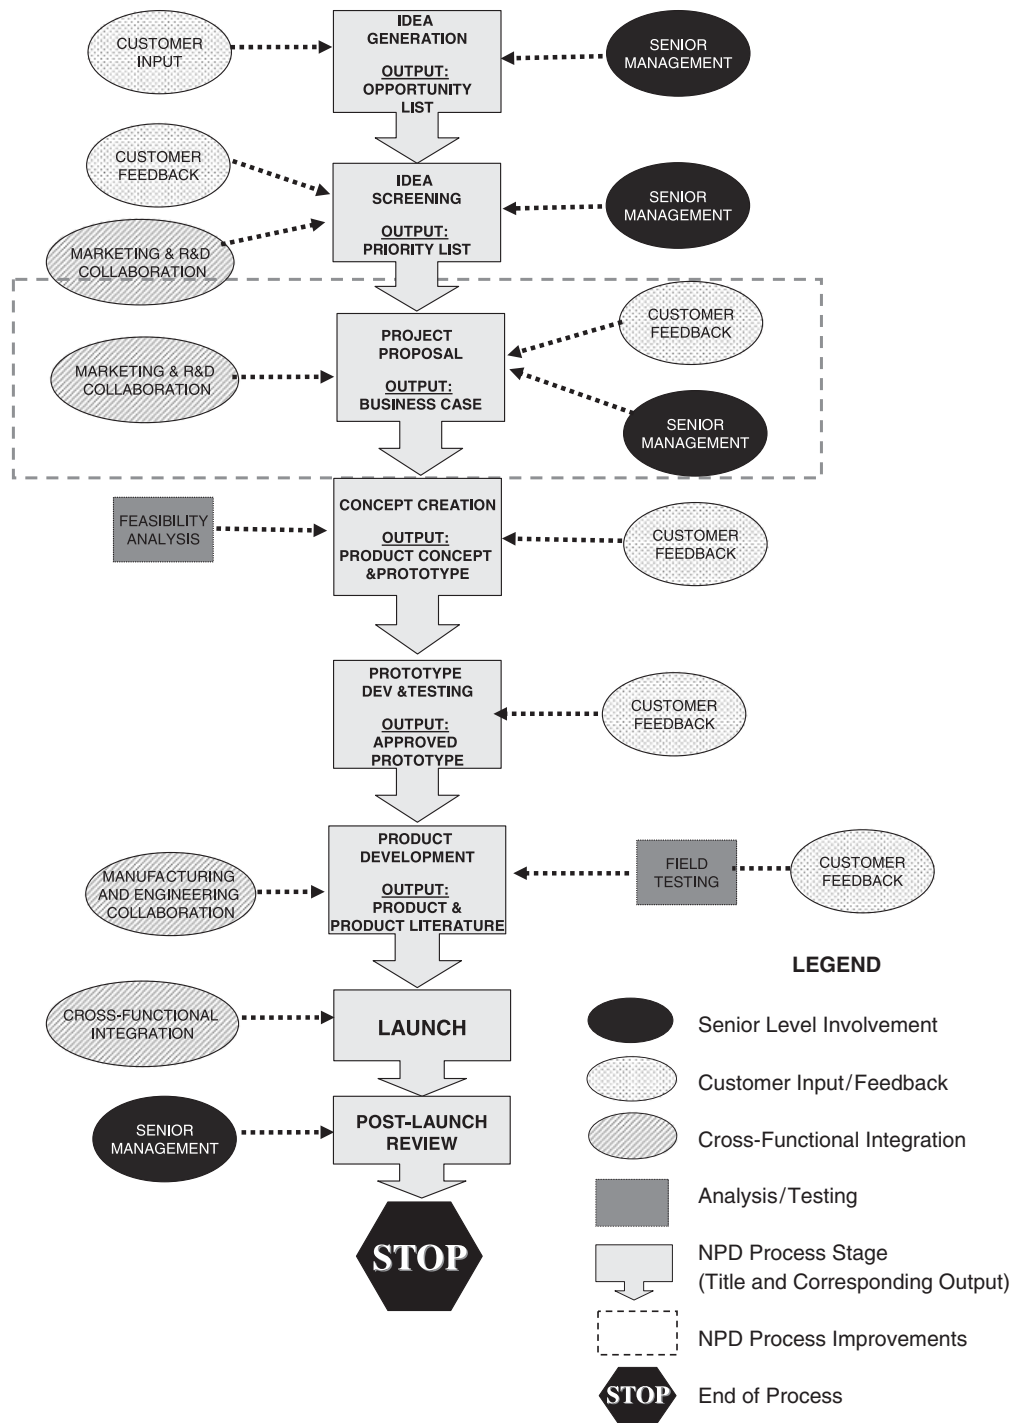 CUSTOMER
INPUT
IDEA
GENERATION
OUTPUT:
OPPORTUNITY
LIST
SENIOR
MANAGEMENT
CUSTOMER
FEEDBACK
MARKETING & R&D
COLLABORATION
IDEA
SCREENING
OUTPUT:
PRIORITY LIST
SENIOR
MANAGEMENT
MARKETING & R&D
COLLABORATION
PROJECT
PROPOSAL
OUTPUT:
BUSINESS CASE
CUSTOMER
FEEDBACK
SENIOR
MANAGEMENT
FEASIBILITY
ANALYSIS
CONCEPT CREATION
OUTPUT:
PRODUCT CONCEPT
&PROTOTYPE
CUSTOMER
FEEDBACK
PROTOTYPE
DEV &TESTING
OUTPUT:
APPROVED
PROTOTYPE
CUSTOMER
FEEDBACK
MANUFACTURING
AND ENGINEERING
COLLABORATION
PRODUCT
DEVELOPMENT
OUTPUT:
PRODUCT &
PRODUCT LITERATURE
FIELD
TESTING
CUSTOMER
FEEDBACK
CROSS-FUNCTIONAL
INTEGRATION
LAUNCH
SENIOR
MANAGEMENT
POST-LAUNCH
REVIEW
STOP
LEGEND
Senior Level Involvement
Customer Input/Feedback
Cross-Functional Integration
Analysis/Testing
NPD Process Stage
(Title and Corresponding Output)
NPD Process Improvements
STOP
End of Process